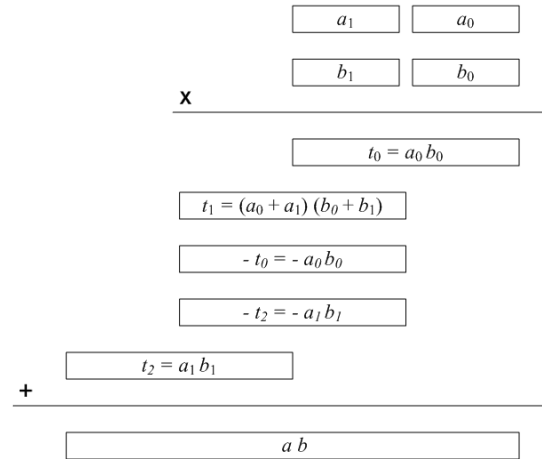 a₁ a₀
b₁ b₀
X
t₀ = a₀ b₀
t₁ = (a₀ + a₁) (b₀ + b₁)
- t₀ = - a₀ b₀
- t₂ = - a₁ b₁
t₂ = a₁ b₁
+
a b